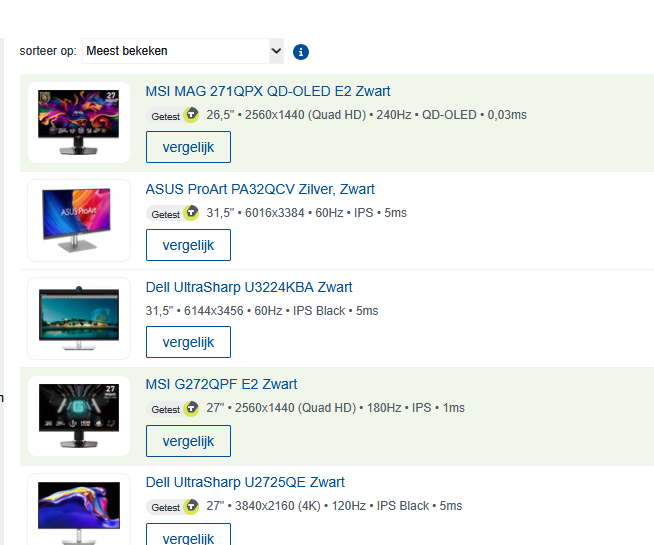 sorteer op: Meest bekeken
MSI MAG 271QPX QD-OLED E2 Zwart
Getest 26,5" • 2560x1440 (Quad HD) • 240Hz • QD-OLED • 0,03ms
vergelijk
ASUS ProArt PA32QCV Zilver, Zwart
Getest 31,5" • 6016x3384 • 60Hz • IPS • 5ms
vergelijk
ASUS ProArt
Dell UltraSharp U3224KBA Zwart
31,5" • 6144x3456 • 60Hz • IPS Black • 5ms
vergelijk
MSI G272QPF E2 Zwart
27
Getest 27" • 2560x1440 (Quad HD) • 180Hz • IPS • 1ms
vergelijk
Dell UltraSharp U2725QE Zwart
Getest 27" • 3840x2160 (4K) • 120Hz • IPS Black • 5ms
vergelijk